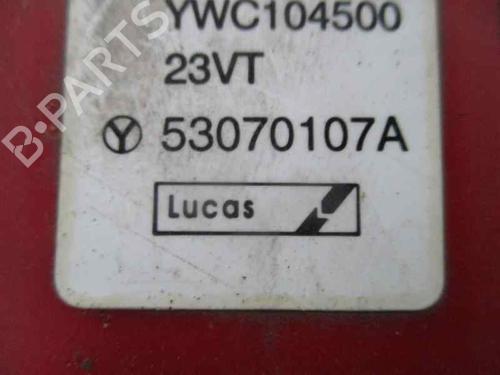 YWC104500
23VT
Y 53070107A
Lucas
B-PARTS